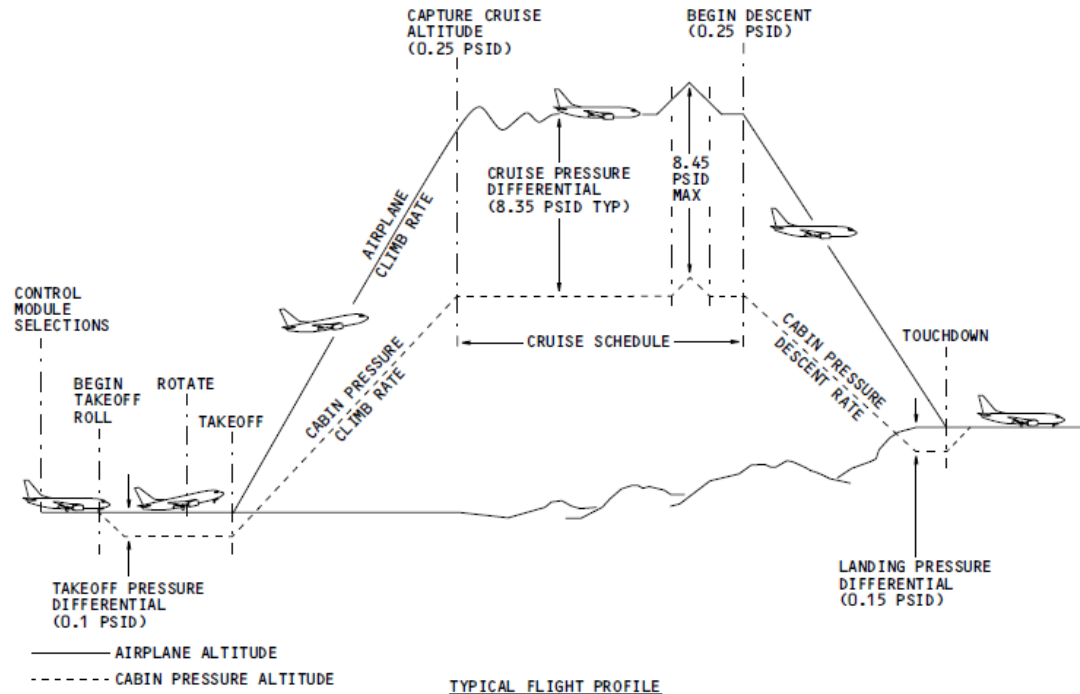 CAPTURE CRUISE
ALTITUDE
(0.25 PSID)
BEGIN DESCENT
(0.25 PSID)
CRUISE PRESSURE
DIFFERENTIAL
(8.35 PSID TYP)
8.45
PSID
MAX
AIRPLANE
CLIMB RATE
CONTROL
MODULE
SELECTIONS
BEGIN
TAKEOFF
ROLL
ROTATE
TAKEOFF
CABIN PRESSURE
CLIMB RATE
CRUISE SCHEDULE
CABIN PRESSURE
DESCENT RATE
TOUCHDOWN
TAKEOFF PRESSURE
DIFFERENTIAL
(0.1 PSID)
LANDING PRESSURE
DIFFERENTIAL
(0.15 PSID)
AIRPLANE ALTITUDE
CABIN PRESSURE ALTITUDE
TYPICAL FLIGHT PROFILE